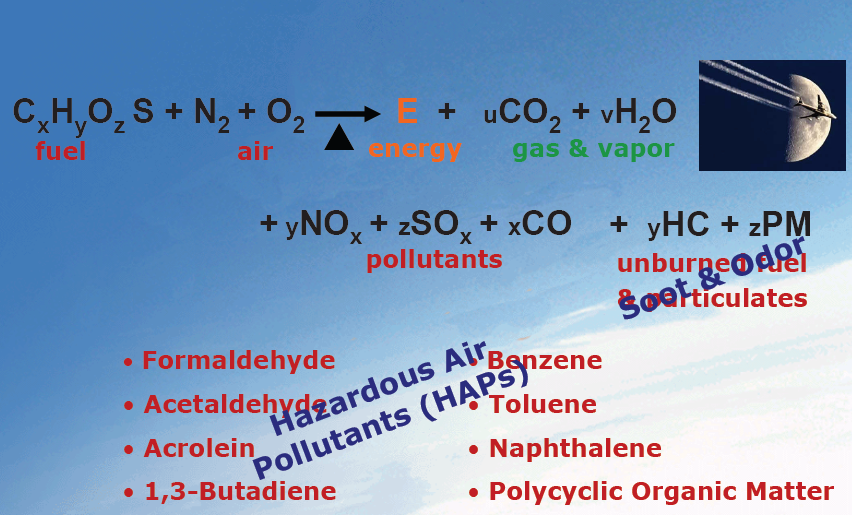 CxHyOz S + N2 + O2 → E + uCO2 + vH2O
fuel air energy gas & vapor
+ yNOx + zSOx + xCO + yHC + zPM
pollutants unburned fuel
& particulates
Soot & Odor
• Formaldehyde • Benzene
• Acetaldehyde • Toluene
• Acrolein • Naphthalene
• 1,3-Butadiene • Polycyclic Organic Matter
Hazardous Air
Pollutants (HAPs)